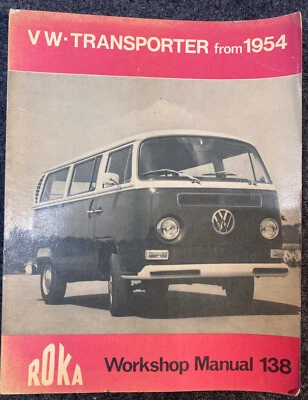 VW·TRANSPORTER from 1954
ROKA
Workshop Manual 138